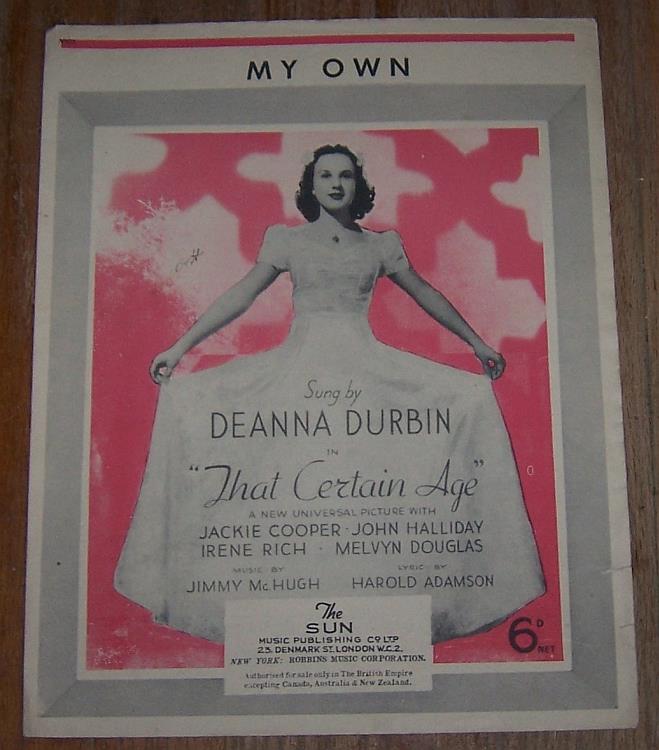 MY OWN
Sung by
DEANNA DURBIN
IN
"That Certain Age"
A NEW UNIVERSAL PICTURE WITH
JACKIE COOPER · JOHN HALLIDAY
IRENE RICH · MELVYN DOUGLAS
MUSIC BY LYRIC BY
JIMMY McHUGH HAROLD ADAMSON
The
SUN
MUSIC PUBLISHING CO LTD
23, DENMARK ST. LONDON W.C.2.
NEW YORK: ROBBINS MUSIC CORPORATION.
Authorised for sale only in The British Empire
excepting Canada, Australia & New Zealand.
6D
NET